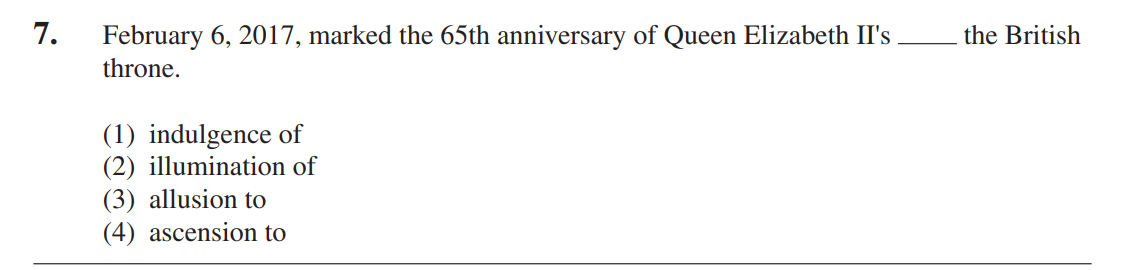 7. February 6, 2017, marked the 65th anniversary of Queen Elizabeth II's _____ the British
throne.
(1) indulgence of
(2) illumination of
(3) allusion to
(4) ascension to